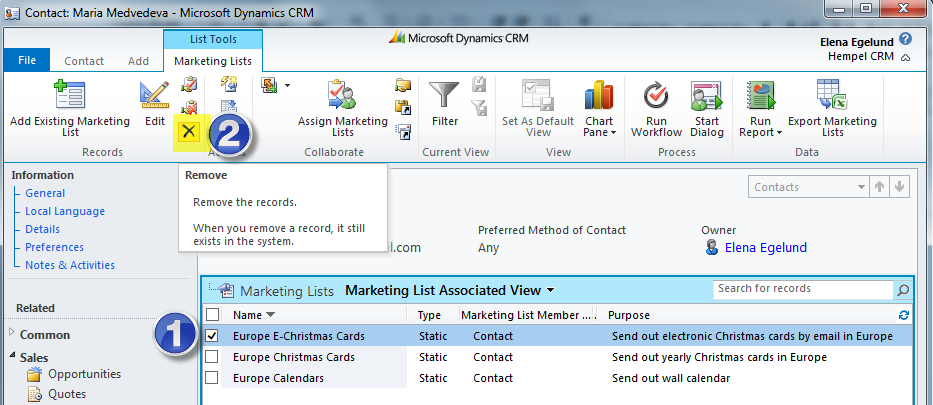 Contact: Maria Medvedeva - Microsoft Dynamics CRM
List Tools
Microsoft Dynamics CRM
Elena Egelund
Hempel CRM
File
Contact
Add
Marketing Lists
Add Existing Marketing
List
Edit
Assign Marketing
Lists
Filter
Set As Default
View
Chart
Pane
Run
Workflow
Start
Dialog
Run
Report
Export Marketing
Lists
Records
Collaborate
Current View
View
Process
Data
2
Remove
Remove the records.
When you remove a record, it still
exists in the system.
Information
General
Local Language
Details
Preferences
Notes & Activities
Contacts
Preferred Method of Contact
Owner
l.com
Any
Elena Egelund
Related
Common
Sales
Opportunities
Quotes
Marketing Lists
Marketing List Associated View
Search for records
Name
Type
Marketing List Member ...
Purpose
1
Europe E-Christmas Cards Static Contact Send out electronic Christmas cards by email in Europe
Europe Christmas Cards Static Contact Send out yearly Christmas cards in Europe
Europe Calendars Static Contact Send out wall calendar